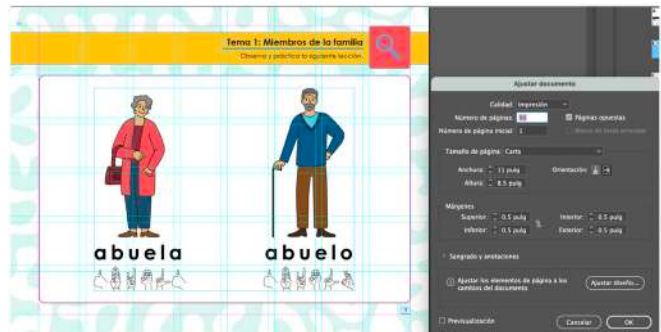 Tema 1: Miembros de la familia
Observa y práctica la siguiente lección.
abuela
abuelo
Ajustar documento
Calidad: Impresión
Número de páginas:
Páginas opuestas
Número de página inicial: 1
Tamaño de página: Carta
Anchura: 11 pulg
Orientación:
Altura: 8.5 pulg
Márgenes
Superior: 0.5 pulg
Interior: 0.5 pulg
Inferior: 0.5 pulg
Exterior: 0.5 pulg
Sangrado y anotaciones
Ajustar los elementos de página a los
cambios del documento
Ajustar diseño...
Previsualización
Cancelar
OK